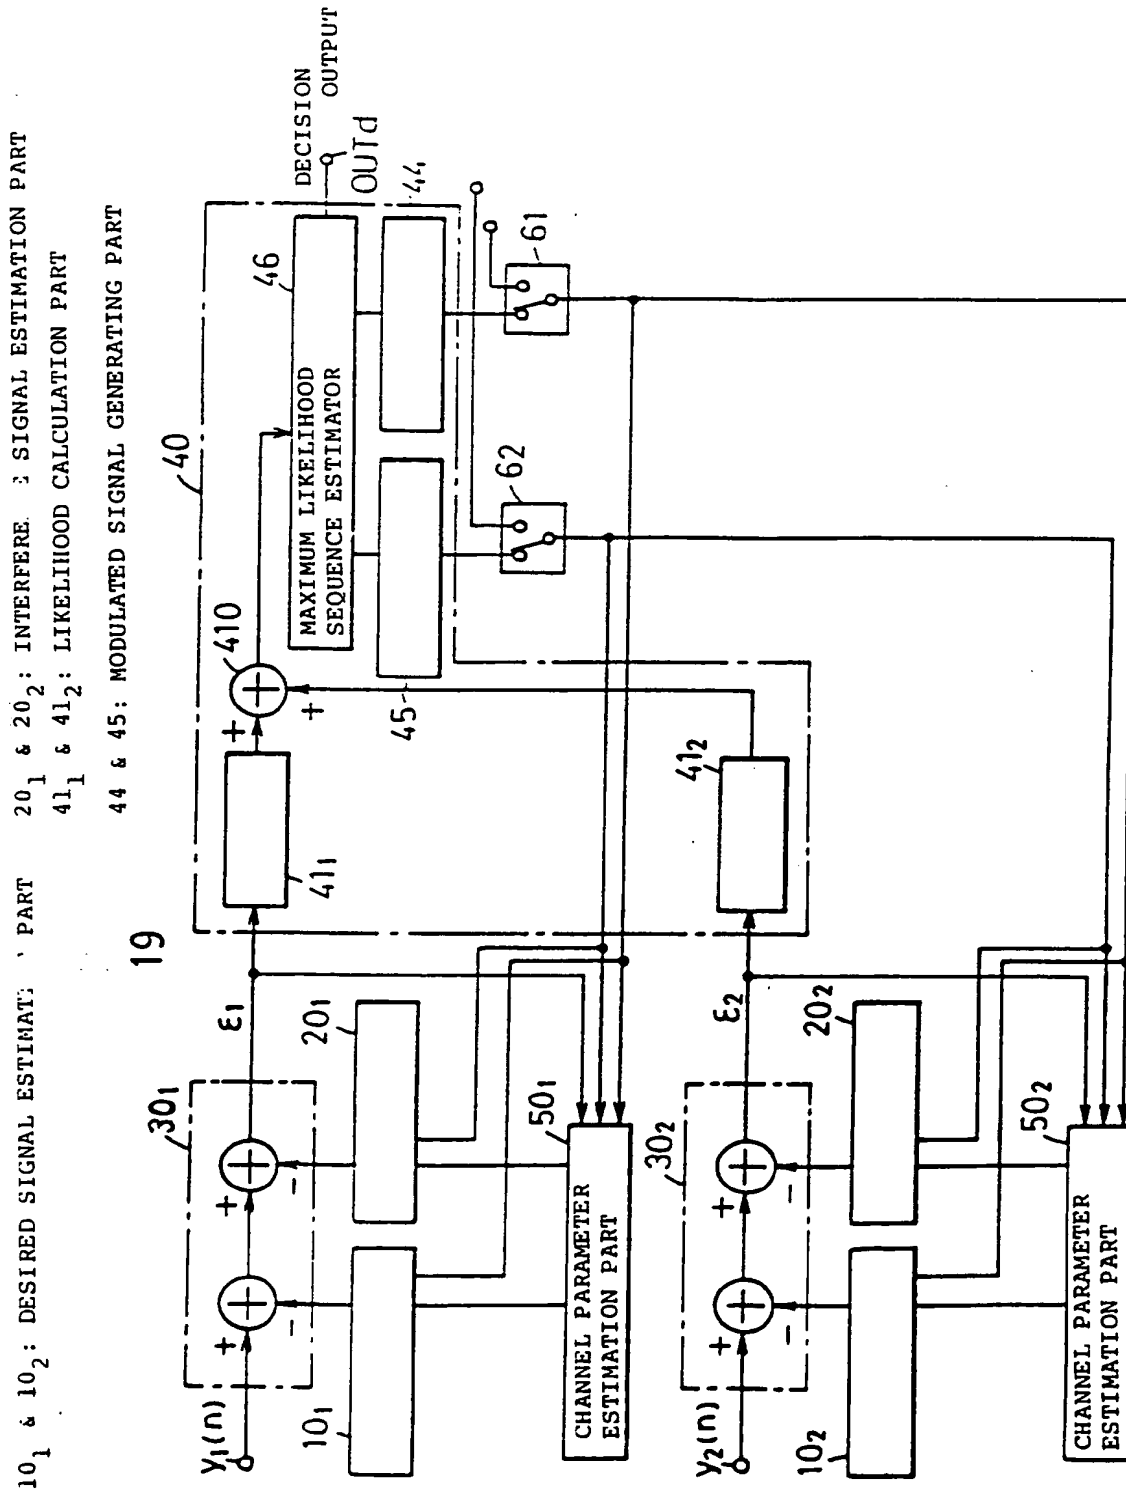 10₁ & 10₂: DESIRED SIGNAL PART
20₁ & 20₂: SIGNAL ESTIMATION PART
41₁ & 41₂: LIKELIHOOD CALCULATION PART
44 & 45: MODULATED SIGNAL GENERATING PART
19
40
DECISION
OUTPUT
OUTd
46
MAXIMUM LIKELIHOOD
SEQUENCE ESTIMATOR
44
45
61
62
410
+
+
41₁
41₂
ε₁
30₁
+
+
−
−
y₁(n)
10₁
20₁
50₁
CHANNEL PARAMETER
ESTIMATION PART
ε₂
30₂
+
+
−
−
y₂(n)
10₂
20₂
50₂
CHANNEL PARAMETER
ESTIMATION PART